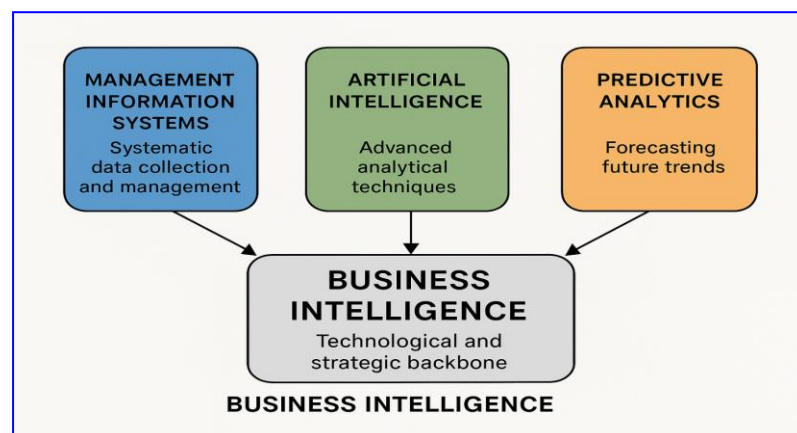 MANAGEMENT
INFORMATION
SYSTEMS
Systematic
data collection
and management
ARTIFICIAL
INTELLIGENCE
Advanced
analytical
techniques
PREDICTIVE
ANALYTICS
Forecasting
future trends
BUSINESS
INTELLIGENCE
Technological and
strategic backbone
BUSINESS INTELLIGENCE